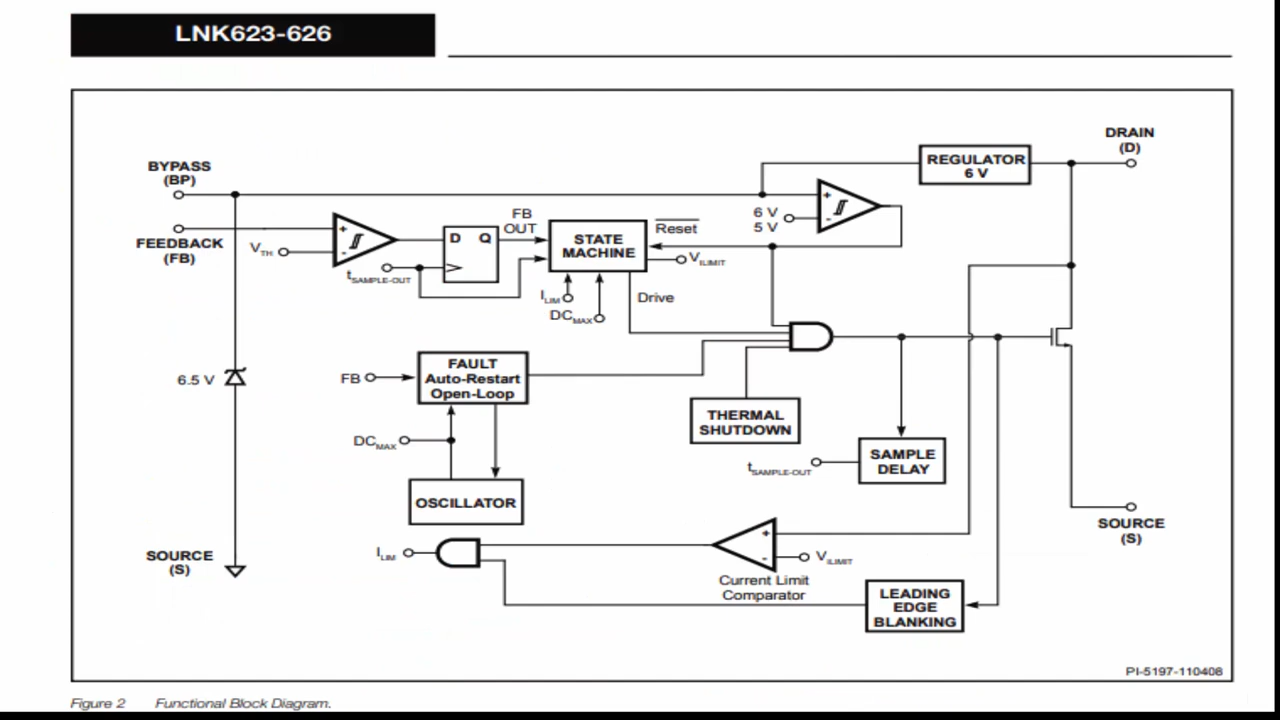 LNK623-626
DRAIN
(D)
BYPASS
(BP)
REGULATOR
6 V
FEEDBACK
(FB)
VTH
+
-
tSAMPLE-OUT
D Q
FB
OUT
STATE
MACHINE
Reset
VILIMIT
6 V
5 V
+
-
ILIM
DCMAX
Drive
6.5 V
FB
FAULT
Auto-Restart
Open-Loop
DCMAX
OSCILLATOR
THERMAL
SHUTDOWN
tSAMPLE-OUT
SAMPLE
DELAY
SOURCE
(S)
SOURCE
(S)
ILIM
+
-
VILIMIT
Current Limit
Comparator
LEADING
EDGE
BLANKING
PI-5197-110408
Figure 2 Functional Block Diagram.